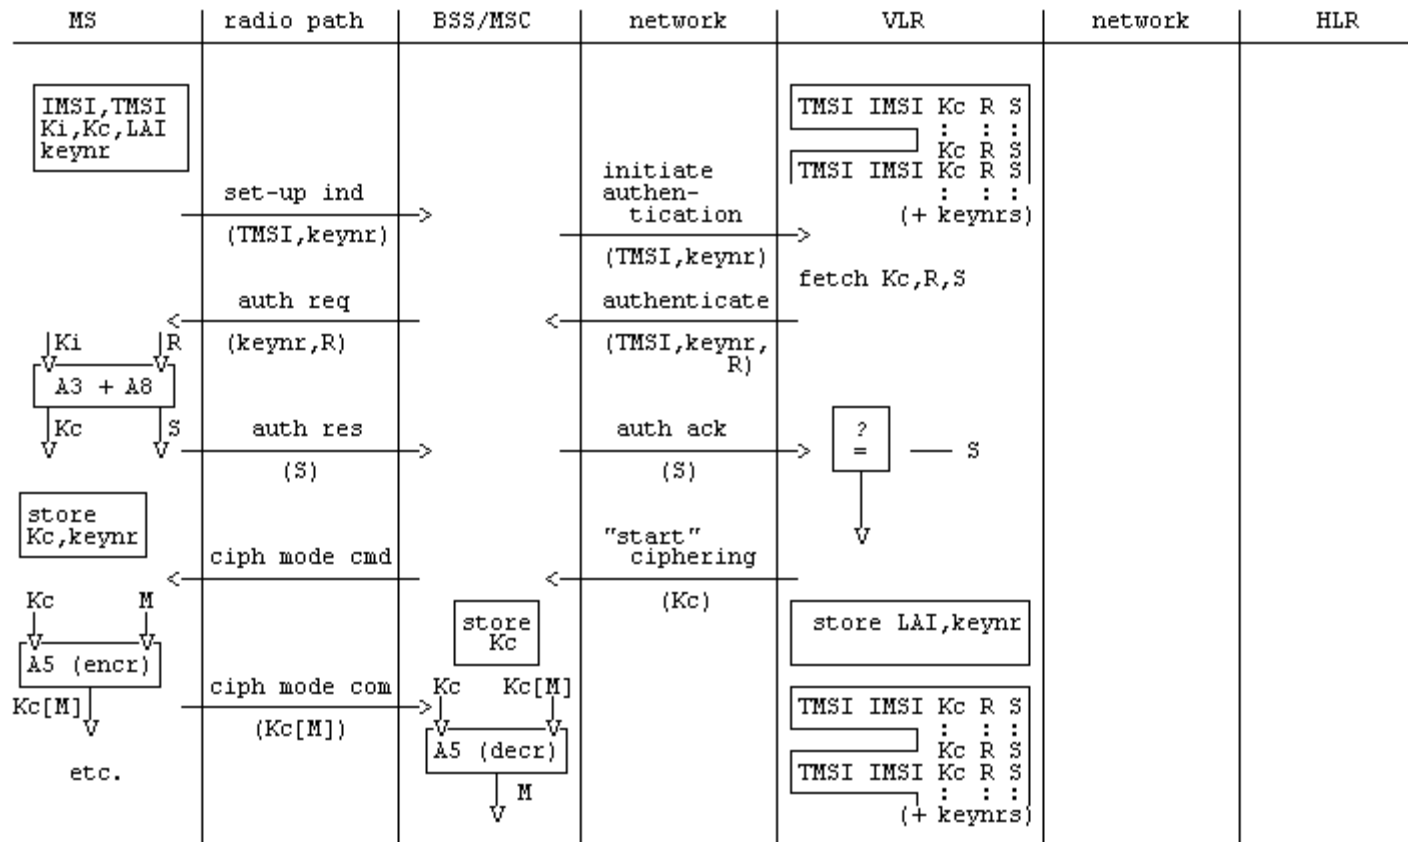 MS radio path BSS/MSC network VLR network HLR
IMSI,TMSI
Ki,Kc,LAI
keynr
TMSI IMSI Kc R S
: : :
Kc R S
TMSI IMSI Kc R S
: : :
(+ keynrs)
set-up ind
(TMSI,keynr)
initiate
authen-
tication
(TMSI,keynr)
fetch Kc,R,S
auth req
(keynr,R)
authenticate
(TMSI,keynr,
R)
Ki R
A3 + A8
Kc S
auth res
(S)
auth ack
(S)
?
=
S
store
Kc,keynr
ciph mode cmd
"start"
ciphering
(Kc)
Kc M
A5 (encr)
Kc[M]
etc.
store
Kc
store LAI,keynr
ciph mode com
(Kc[M])
Kc Kc[M]
A5 (decr)
M
TMSI IMSI Kc R S
: : :
Kc R S
TMSI IMSI Kc R S
: : :
(+ keynrs)